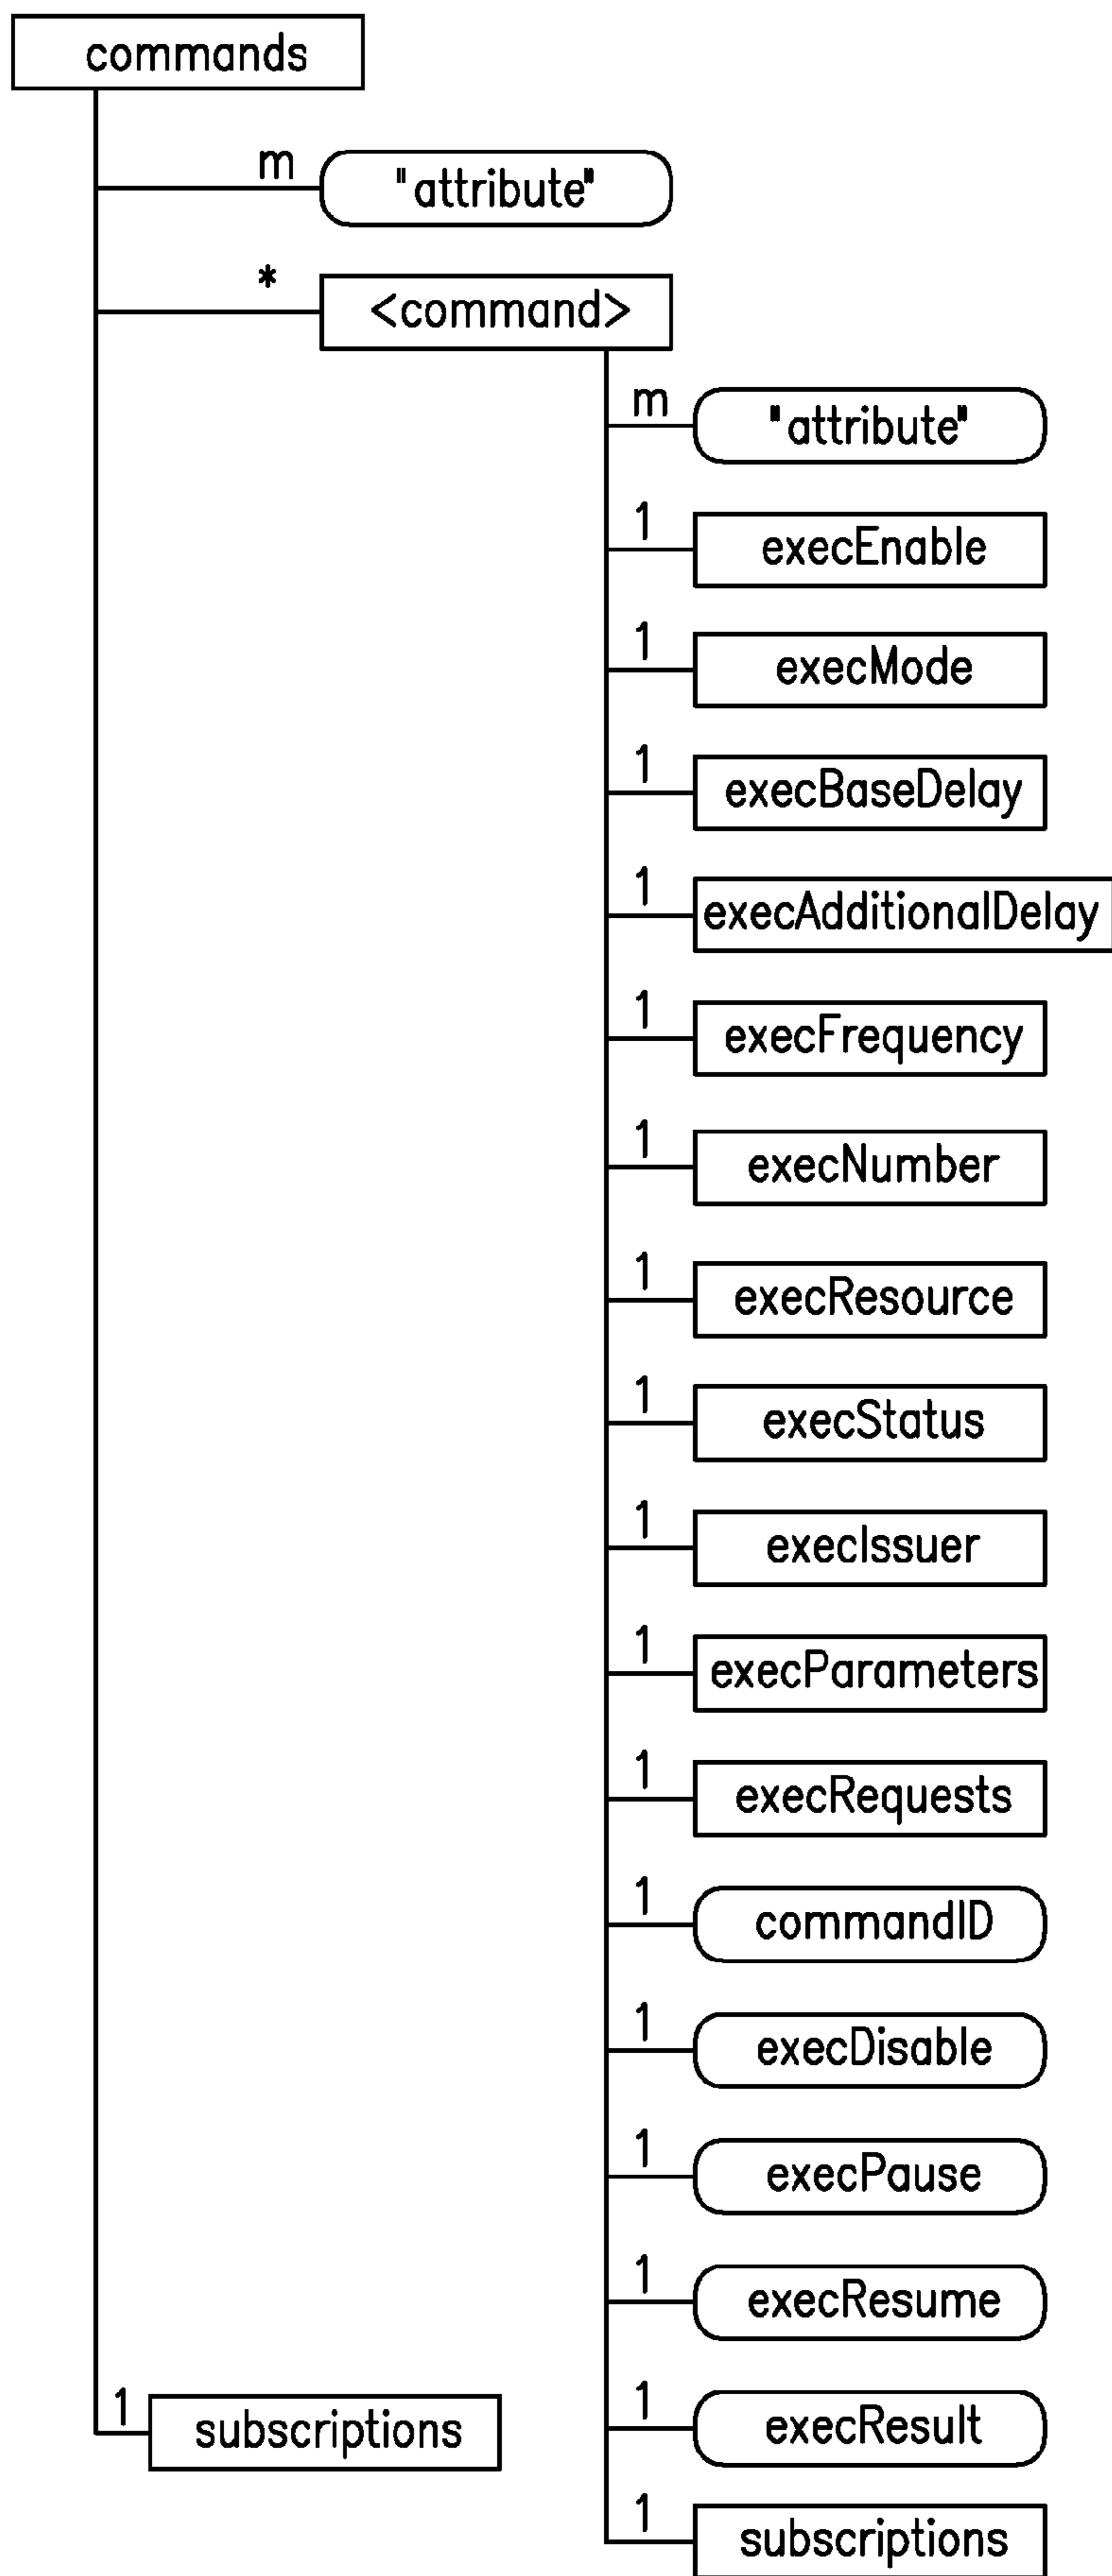 commands
m
"attribute"
*
<command>
m
"attribute"
1
execEnable
1
execMode
1
execBaseDelay
1
execAdditionalDelay
1
execFrequency
1
execNumber
1
execResource
1
execStatus
1
execIssuer
1
execParameters
1
execRequests
1
commandID
1
execDisable
1
execPause
1
execResume
1
execResult
1
subscriptions
1
subscriptions